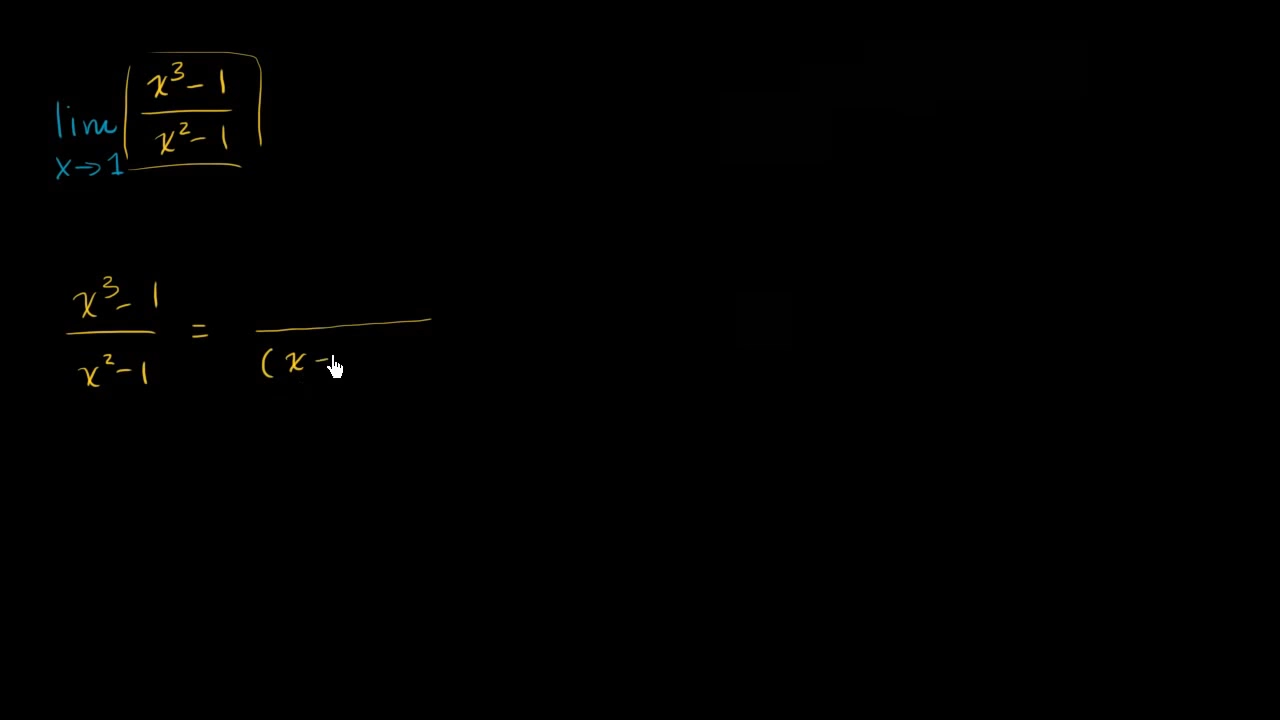 lim x→1 [x³ - 1 / x² - 1]
x³ - 1 / x² - 1 = / (x -